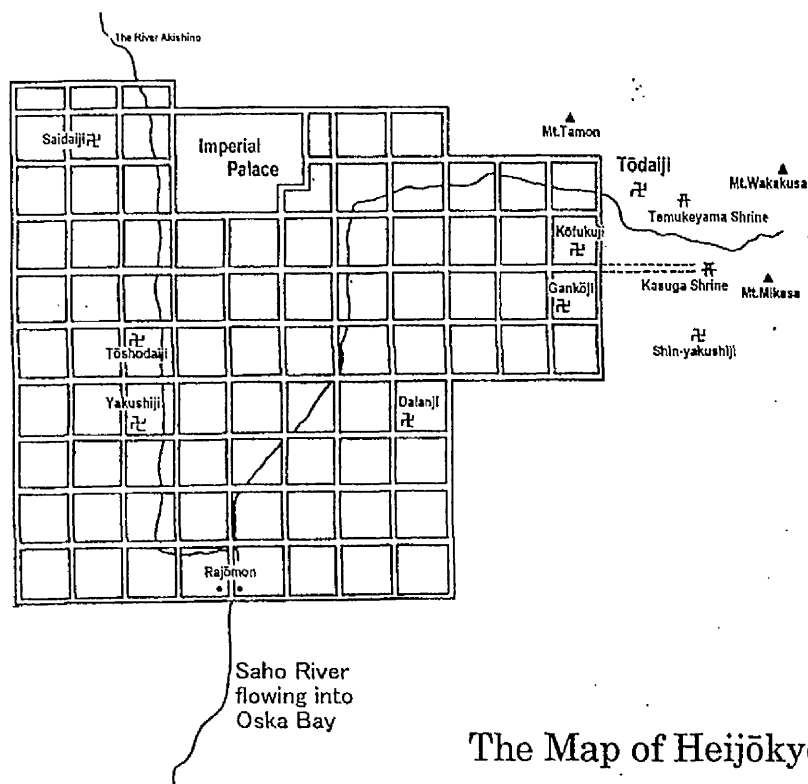 The River Akishino
Saidaiji
Imperial
Palace
Mt.Tamon
Tōdaiji
Mt.Wakakusa
Temukeyama Shrine
Kōfukuji
Kasuga Shrine
Mt.Mikasa
Gankōji
Shin-yakushiji
Tōshodaiji
Yakushiji
Daianji
Rajōmon
Saho River
flowing into
Oska Bay
The Map of Heijōkyo